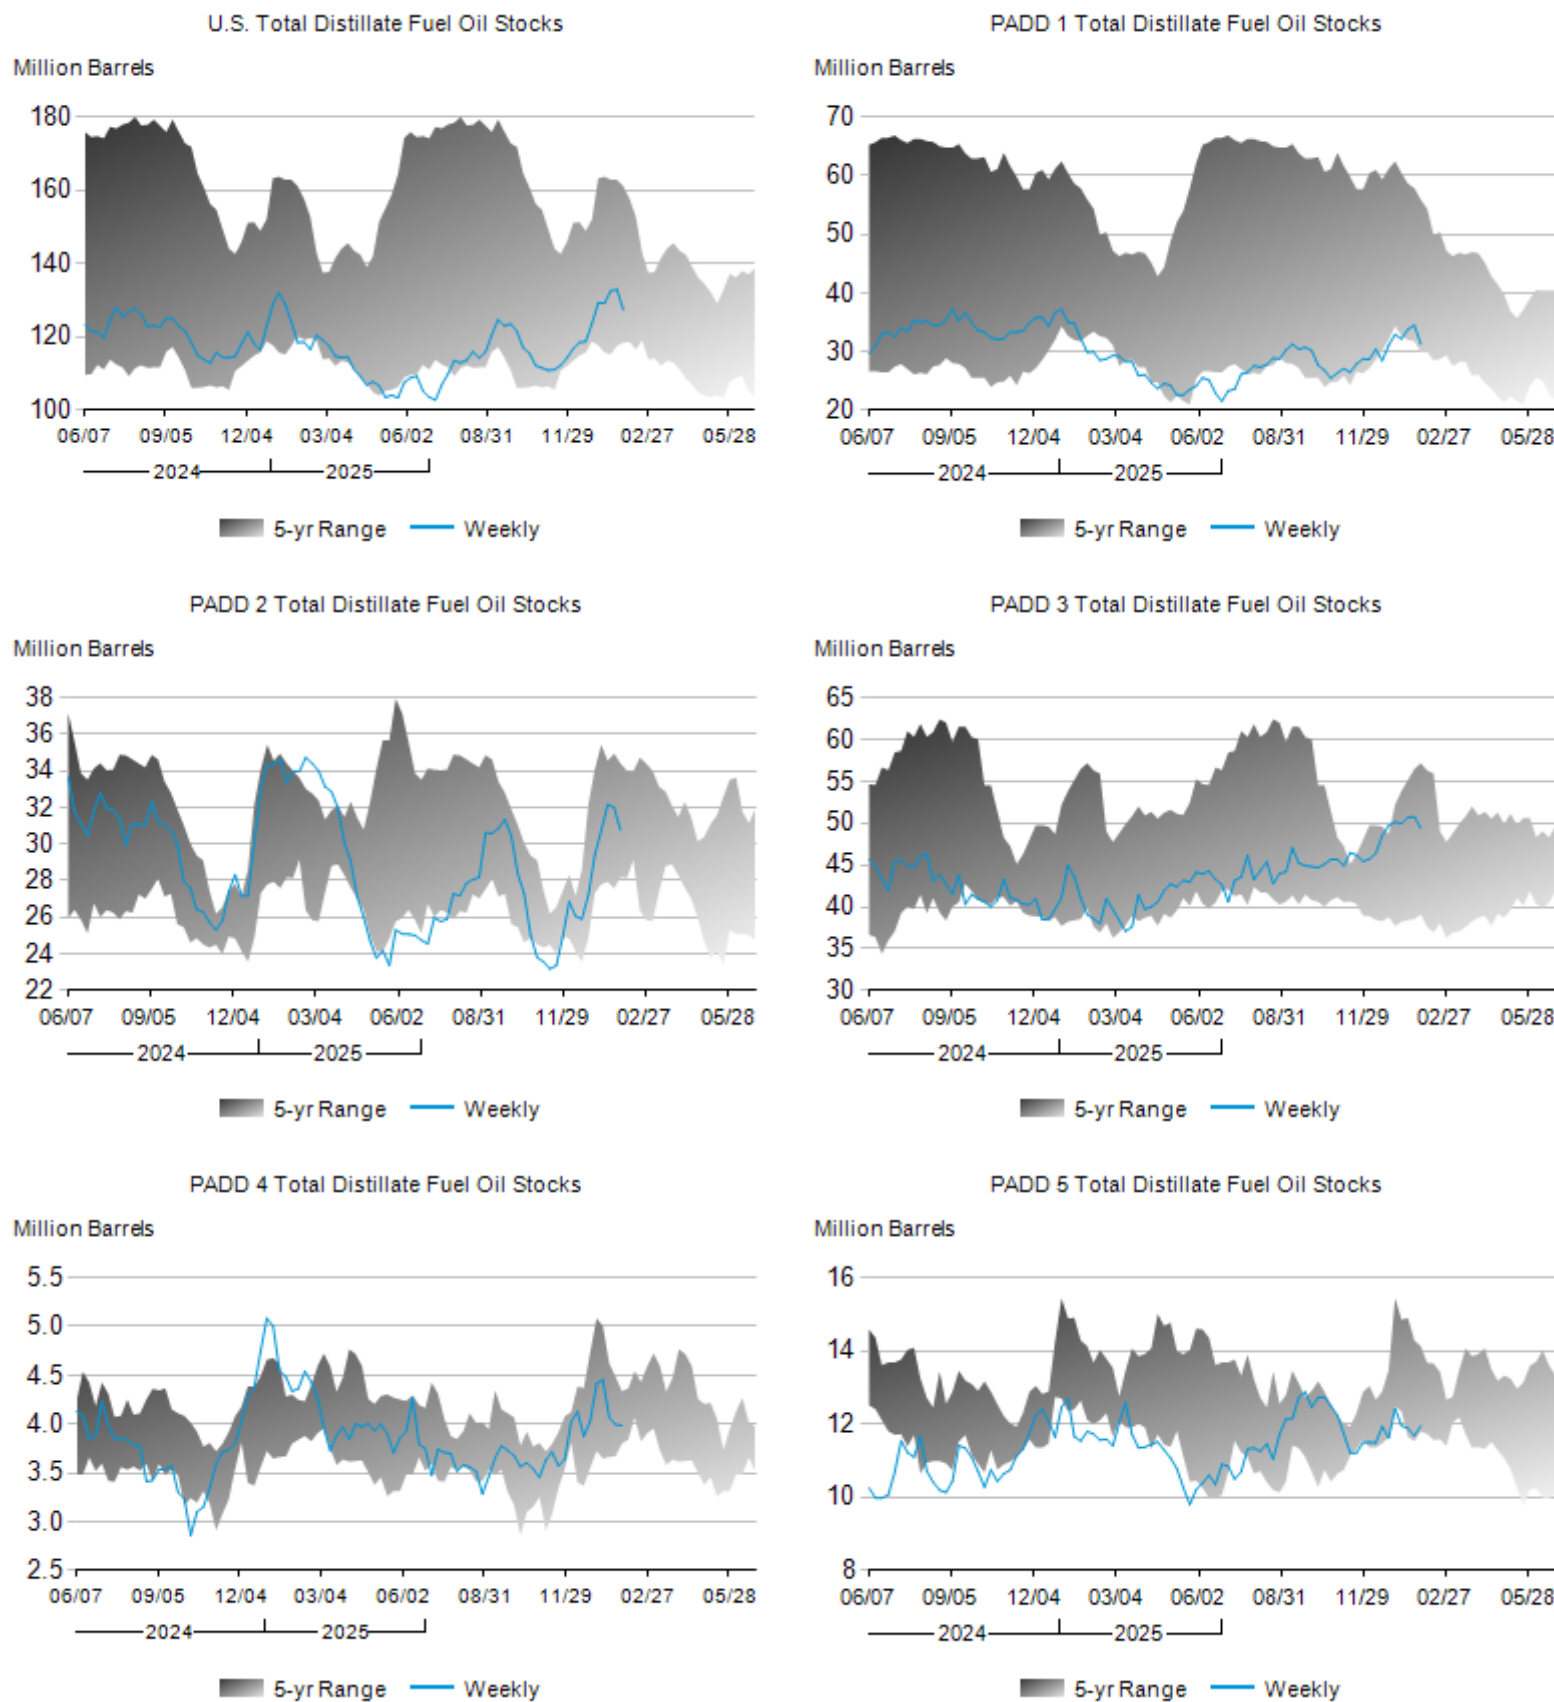 U.S. Total Distillate Fuel Oil Stocks
Million Barrels
180
160
140
120
100
06/07 09/05 12/04 03/04 06/02 08/31 11/29 02/27 05/28
2024 2025
5-yr Range Weekly
PADD 1 Total Distillate Fuel Oil Stocks
Million Barrels
70
60
50
40
30
20
06/07 09/05 12/04 03/04 06/02 08/31 11/29 02/27 05/28
2024 2025
5-yr Range Weekly
PADD 2 Total Distillate Fuel Oil Stocks
Million Barrels
38
36
34
32
30
28
26
24
22
06/07 09/05 12/04 03/04 06/02 08/31 11/29 02/27 05/28
2024 2025
5-yr Range Weekly
PADD 3 Total Distillate Fuel Oil Stocks
Million Barrels
65
60
55
50
45
40
35
30
06/07 09/05 12/04 03/04 06/02 08/31 11/29 02/27 05/28
2024 2025
5-yr Range Weekly
PADD 4 Total Distillate Fuel Oil Stocks
Million Barrels
5.5
5.0
4.5
4.0
3.5
3.0
2.5
06/07 09/05 12/04 03/04 06/02 08/31 11/29 02/27 05/28
2024 2025
5-yr Range Weekly
PADD 5 Total Distillate Fuel Oil Stocks
Million Barrels
16
14
12
10
8
06/07 09/05 12/04 03/04 06/02 08/31 11/29 02/27 05/28
2024 2025
5-yr Range Weekly